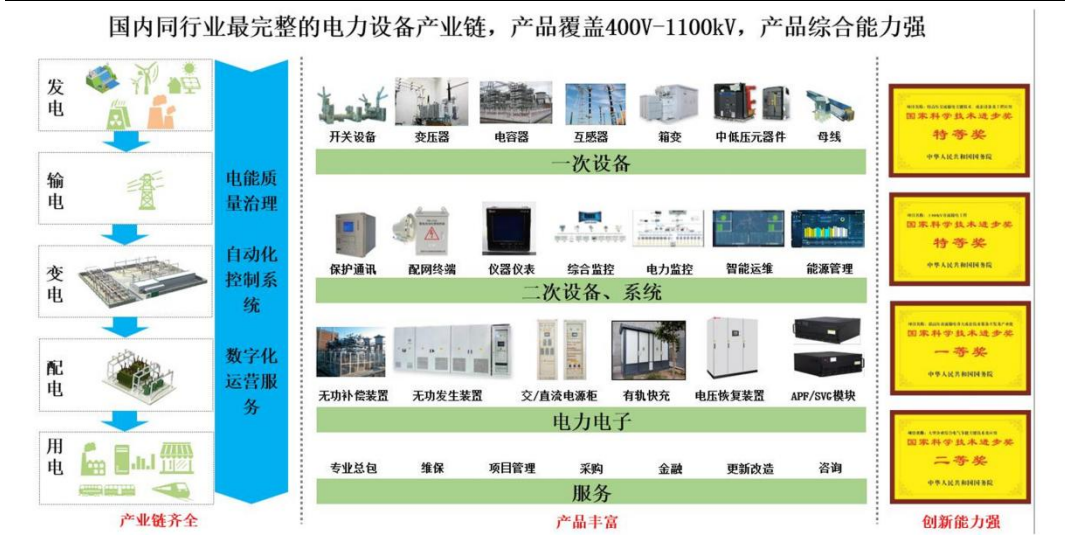 国内同行业最完整的电力设备产业链，产品覆盖400V-1100kV，产品综合能力强
发电
输电
变电
配电
用电
电能质量治理
自动化控制系统
数字化运营服务
产业链齐全
开关设备 变压器 电容器 互感器 箱变 中低压元器件 母线
一次设备
保护通讯 配网终端 仪器仪表 综合监控 电力监控 智能运维 能源管理
二次设备、系统
无功补偿装置 无功发生装置 交/直流电源柜 有轨快充 电压恢复装置 APF/SVG模块
电力电子
专业总包 维保 项目管理 采购 金融 更新改造 咨询
服务
产品丰富
国家科学技术进步奖
特等奖
中华人民共和国国务院
国家科学技术进步奖
特等奖
中华人民共和国国务院
国家科学技术进步奖
一等奖
中华人民共和国国务院
国家科学技术进步奖
二等奖
中华人民共和国国务院
创新能力强